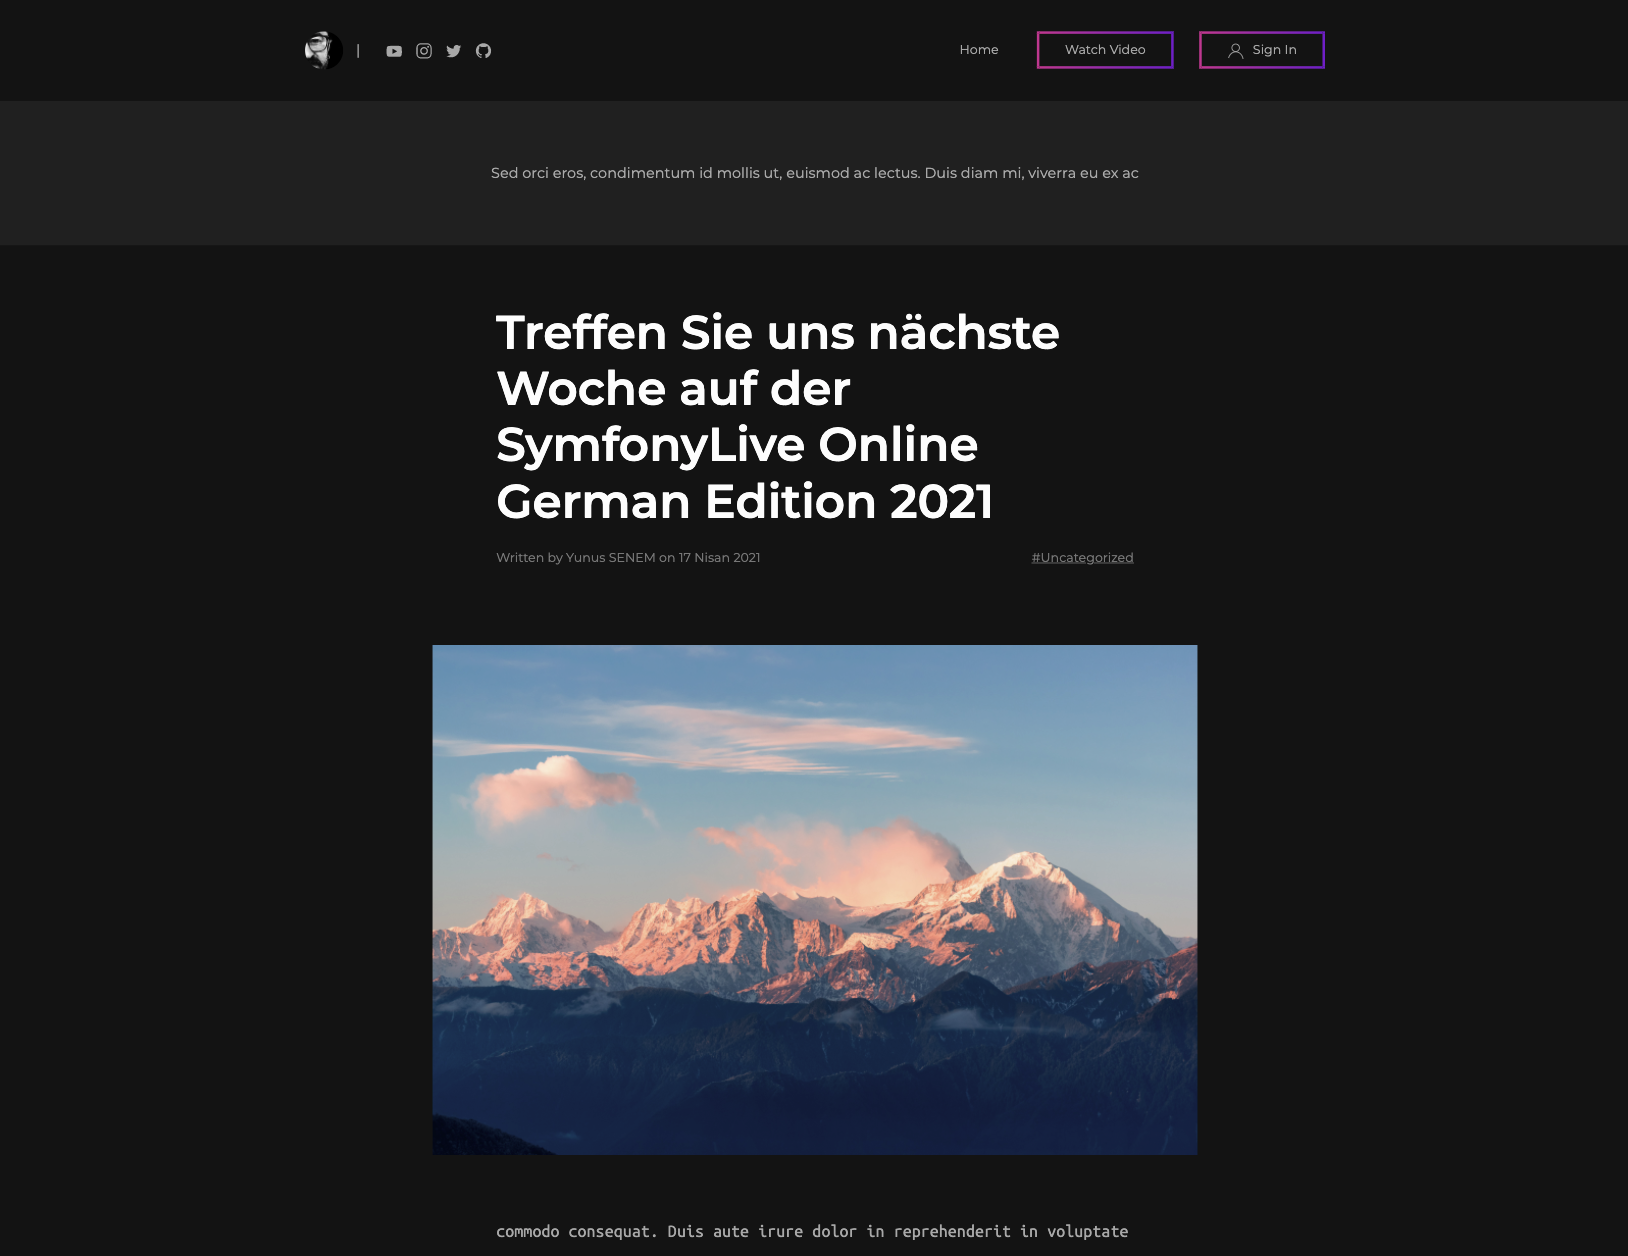 |
Home
Watch Video
Sign In
Sed orci eros, condimentum id mollis ut, euismod ac lectus. Duis diam mi, viverra eu ex ac
Treffen Sie uns nächste
Woche auf der
SymfonyLive Online
German Edition 2021
Written by Yunus SENEM on 17 Nisan 2021
#Uncategorized
commodo consequat. Duis aute irure dolor in reprehenderit in voluptate